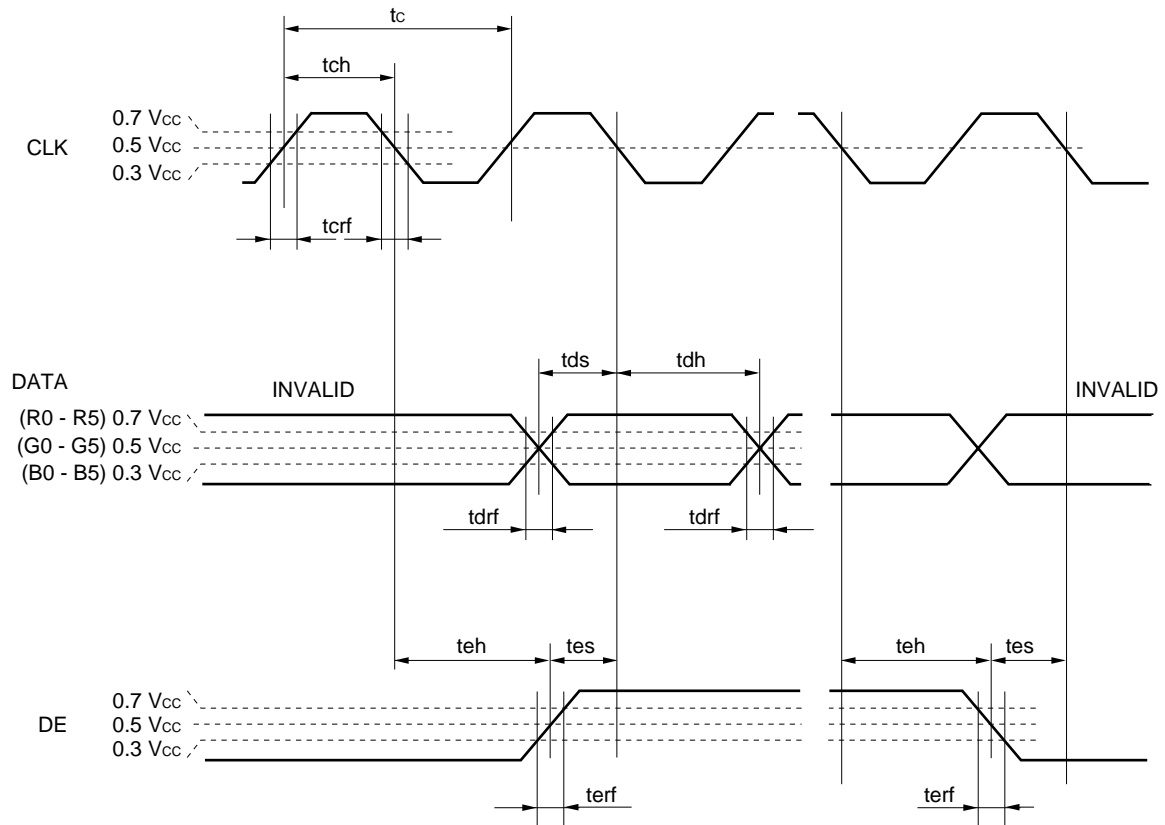 tc
tch
0.7 Vcc
CLK 0.5 Vcc
0.3 Vcc
tcrf
tds tdh
DATA
INVALID INVALID
(R0 - R5) 0.7 Vcc
(G0 - G5) 0.5 Vcc
(B0 - B5) 0.3 Vcc
tdrf tdrf
teh tes teh tes
0.7 Vcc
DE 0.5 Vcc
0.3 Vcc
terf terf